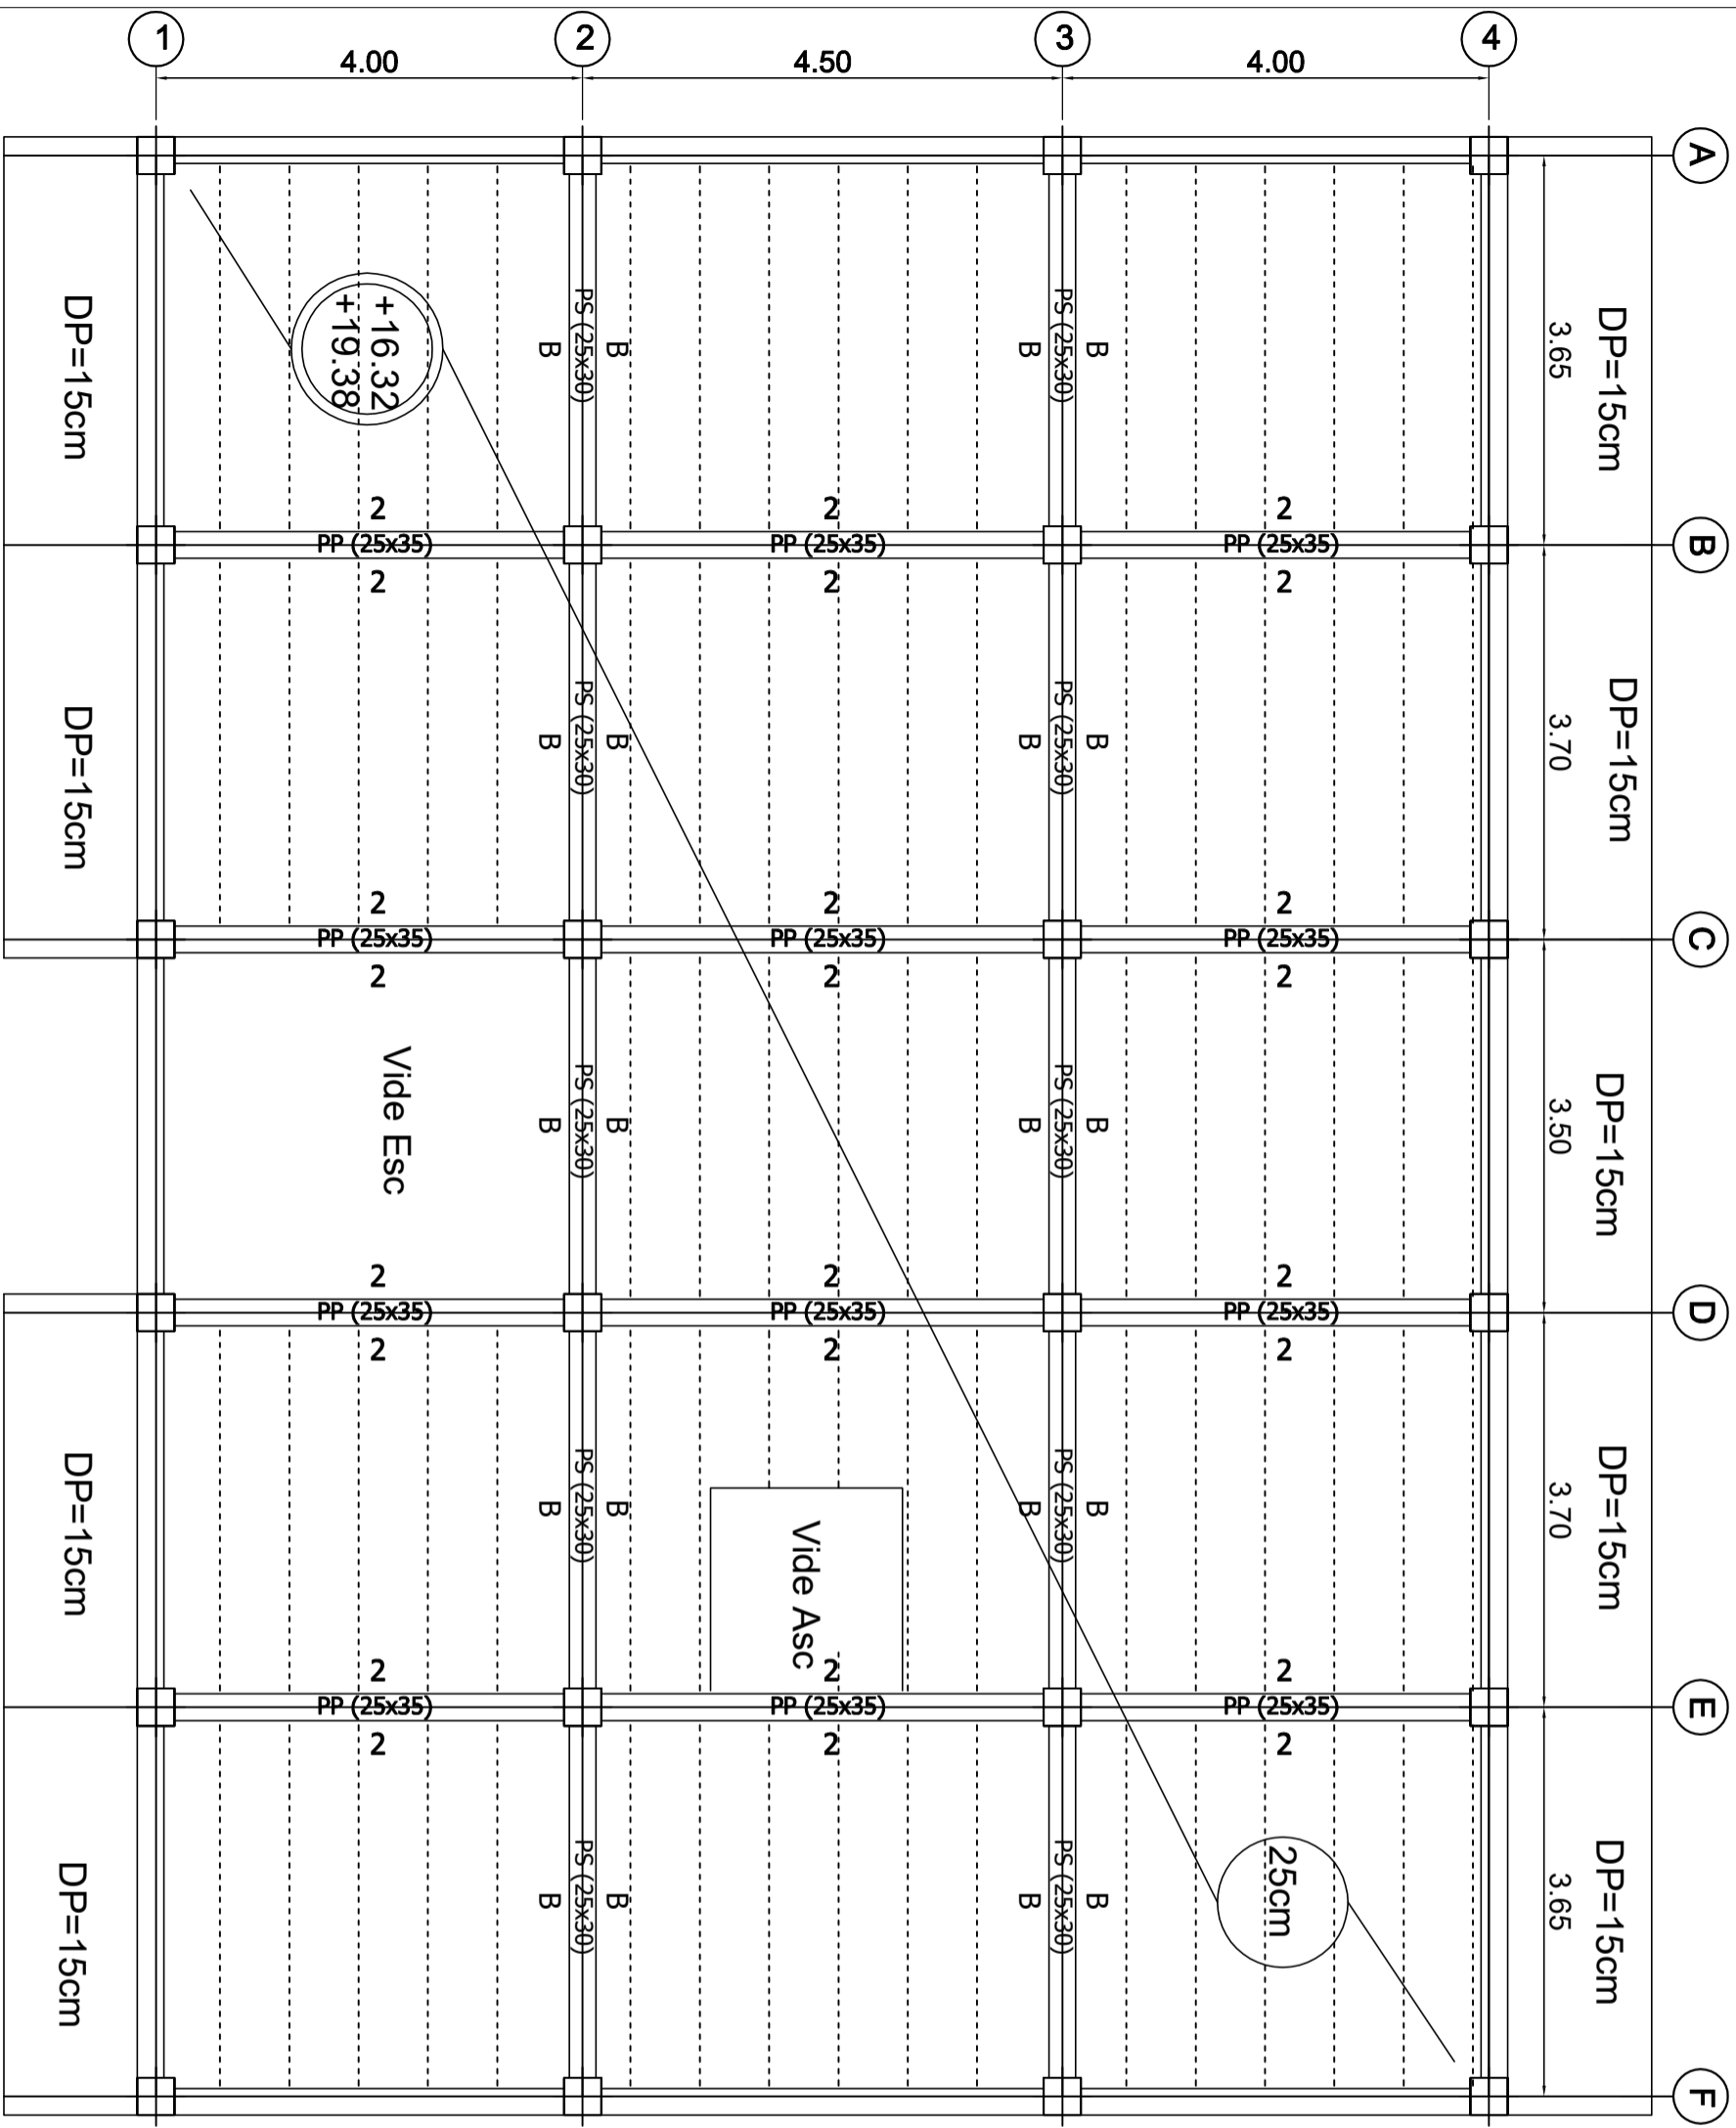 1
2
3
4
4.00
4.50
4.00
A
DP=15cm
3.65
DP=15cm
+16.32
+19.38
PS (25x30)
B
B
PS (25x30)
B
B
2
2
2
PP (25x35)
PP (25x35)
PP (25x35)
B
2
2
2
DP=15cm
3.70
DP=15cm
PS (25x30)
B
B
PS (25x30)
B
B
2
2
2
PP (25x35)
PP (25x35)
PP (25x35)
C
2
2
2
DP=15cm
3.50
Vide Esc
PS (25x30)
B
B
PS (25x30)
B
B
2
2
2
PP (25x35)
PP (25x35)
PP (25x35)
D
2
2
2
DP=15cm
3.70
DP=15cm
PS (25x30)
B
B
PS (25x30)
B
B
Vide Asc
2
2
2
PP (25x35)
PP (25x35)
PP (25x35)
E
2
2
2
DP=15cm
3.65
DP=15cm
PS (25x30)
B
B
PS (25x30)
B
B
25cm
F